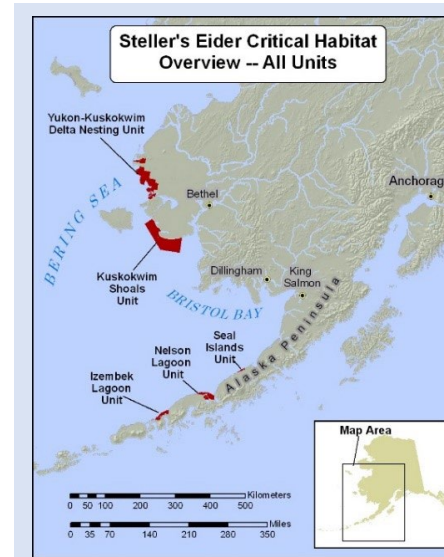 Steller's Eider Critical Habitat
Overview -- All Units
Yukon-Kuskokwim
Delta Nesting Unit
BERING SEA
Bethel
Anchorag
Kuskokwim
Shoals
Unit
Dillingham
King
Salmon
BRISTOL BAY
Alaska Peninsula
Seal
Islands
Unit
Nelson
Lagoon
Unit
Izembek
Lagoon
Unit
Map Area
Kilometers
0 50 100 200 300 400 500
Miles
0 35 70 140 210 280 350